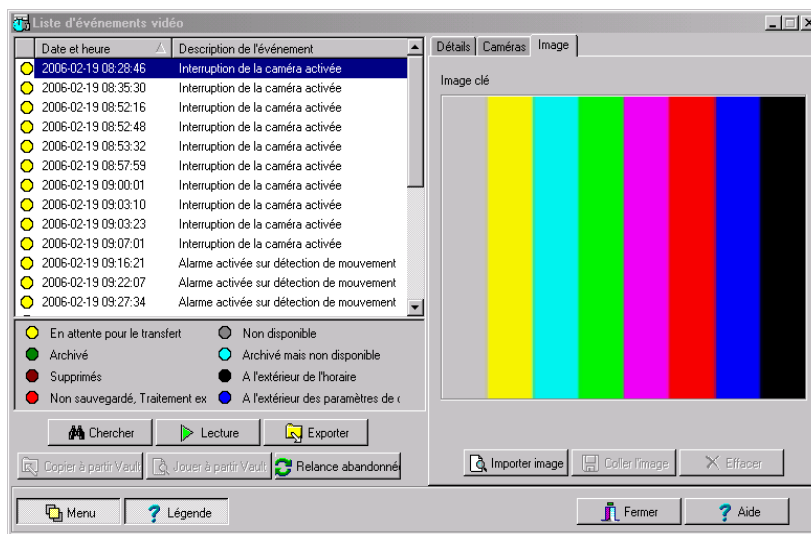 Liste d'événements vidéo
Date et heure Description de l'événement
2006-02-19 08:28:46 Interruption de la caméra activée
2006-02-19 08:35:30 Interruption de la caméra activée
2006-02-19 08:52:16 Interruption de la caméra activée
2006-02-19 08:52:48 Interruption de la caméra activée
2006-02-19 08:53:32 Interruption de la caméra activée
2006-02-19 08:57:59 Interruption de la caméra activée
2006-02-19 09:00:01 Interruption de la caméra activée
2006-02-19 09:03:10 Interruption de la caméra activée
2006-02-19 09:03:23 Interruption de la caméra activée
2006-02-19 09:07:01 Interruption de la caméra activée
2006-02-19 09:16:21 Alarme activée sur détection de mouvement
2006-02-19 09:22:07 Alarme activée sur détection de mouvement
2006-02-19 09:27:34 Alarme activée sur détection de mouvement
En attente pour le transfert Non disponible
Archivé Archivé mais non disponible
Supprimés A l'extérieur de l'horaire
Non sauvegardé, Traitement ex A l'extérieur des paramètres de c
Chercher Lecture Exporter
Copier à partir Vault Jouer à partir Vault Relance abandonné
Détails Caméras Image
Image clé
Importer image Coller l'image Effacer
Menu Légende Fermer Aide